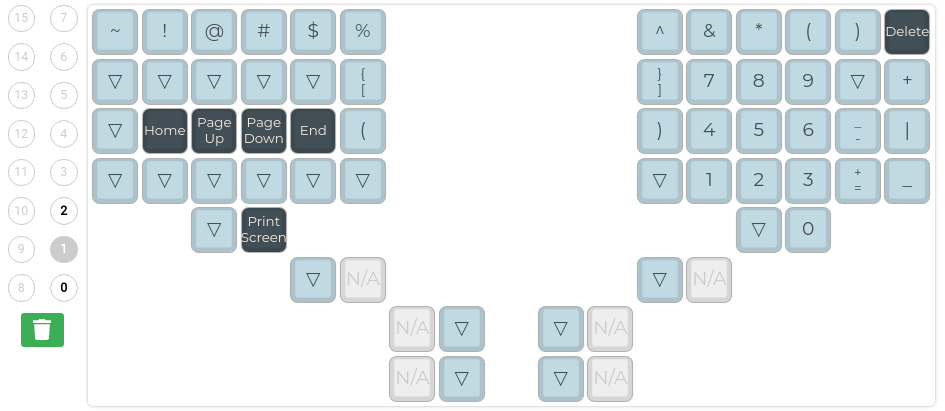 15 7 ~ ! @ # $ % ^ & * ( ) Delete
14 6 ▽ ▽ ▽ ▽ ▽ { [ } ] 7 8 9 ▽ +
13 5
12 4 ▽ Home Page Up Page Down End ( ) 4 5 6 _ - |
11 3 ▽ ▽ ▽ ▽ ▽ ▽ ▽ 1 2 3 + = _
10 2 ▽ Print Screen ▽ 0
9 1
8 0 ▽ N/A ▽ N/A
N/A ▽ ▽ N/A
N/A ▽ ▽ N/A